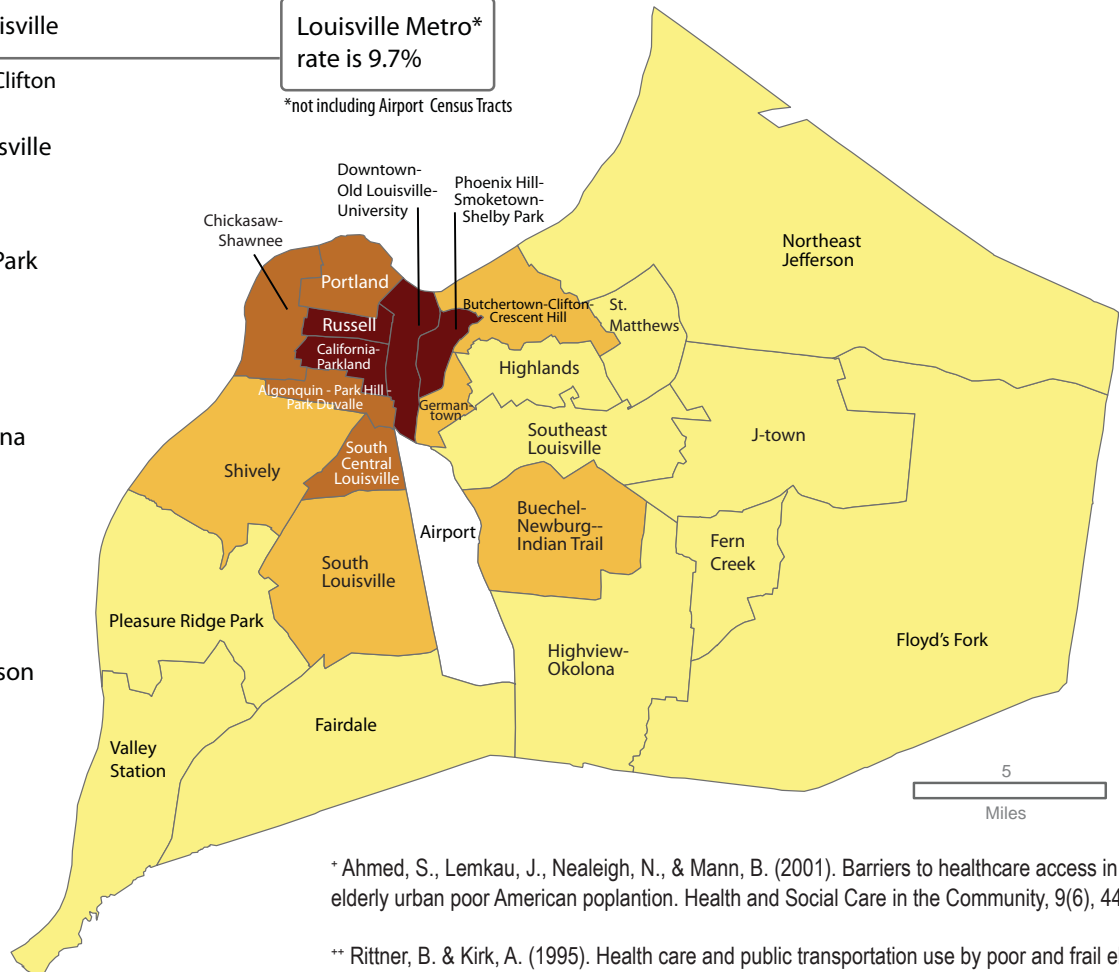 isville
Clifton
sville
Park
na
son
Louisville Metro*
rate is 9.7%
*not including Airport Census Tracts
Downtown-
Old Louisville-
University
Phoenix Hill-
Smoketown-
Shelby Park
Chickasaw-
Shawnee
Portland
Russell
California-
Parkland
Algonquin - Park Hill -
Park Duvalle
Butchertown-Clifton-
Crescent Hill
St.
Matthews
Northeast
Jefferson
Highlands
German-
town
Southeast
Louisville
J-town
Shively
South
Central
Louisville
Airport
Buechel-
Newburg--
Indian Trail
Fern
Creek
South
Louisville
Pleasure Ridge Park
Highview-
Okolona
Floyd's Fork
Fairdale
Valley
Station
5
Miles
+ Ahmed, S., Lemkau, J., Nealeigh, N., & Mann, B. (2001). Barriers to healthcare access in
elderly urban poor American poplantion. Health and Social Care in the Community, 9(6), 44
++ Rittner, B. & Kirk, A. (1995). Health care and public transportation use by poor and frail e